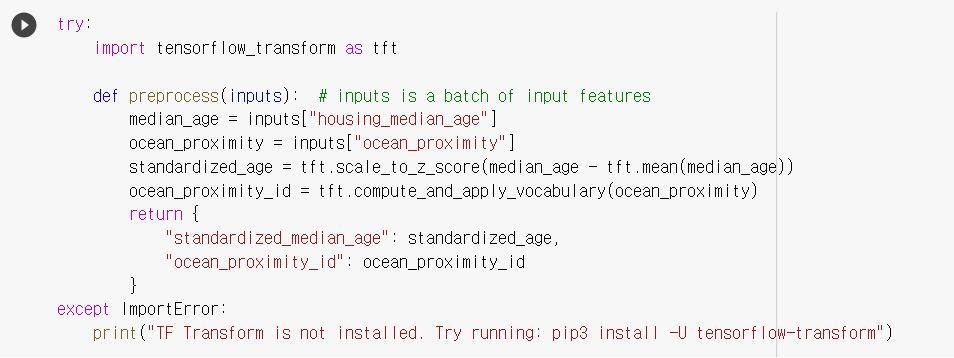 try:
    import tensorflow_transform as tft

    def preprocess(inputs):  # inputs is a batch of input features
        median_age = inputs["housing_median_age"]
        ocean_proximity = inputs["ocean_proximity"]
        standardized_age = tft.scale_to_z_score(median_age - tft.mean(median_age))
        ocean_proximity_id = tft.compute_and_apply_vocabulary(ocean_proximity)
        return {
            "standardized_median_age": standardized_age,
            "ocean_proximity_id": ocean_proximity_id
        }
except ImportError:
    print("TF Transform is not installed. Try running: pip3 install -U tensorflow-transform")